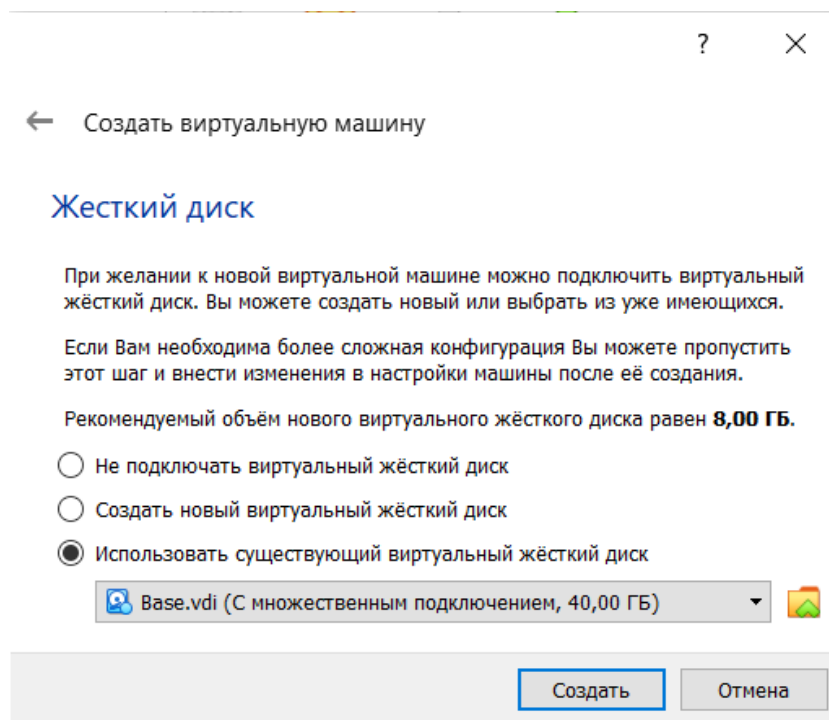 ?
Создать виртуальную машину
Жесткий диск
При желании к новой виртуальной машине можно подключить виртуальный
жёсткий диск. Вы можете создать новый или выбрать из уже имеющихся.
Если Вам необходима более сложная конфигурация Вы можете пропустить
этот шаг и внести изменения в настройки машины после её создания.
Рекомендуемый объём нового виртуального жёсткого диска равен 8,00 ГБ.
Не подключать виртуальный жёсткий диск
Создать новый виртуальный жёсткий диск
Использовать существующий виртуальный жёсткий диск
Base.vdi (С множественным подключением, 40,00 ГБ)
Создать Отмена